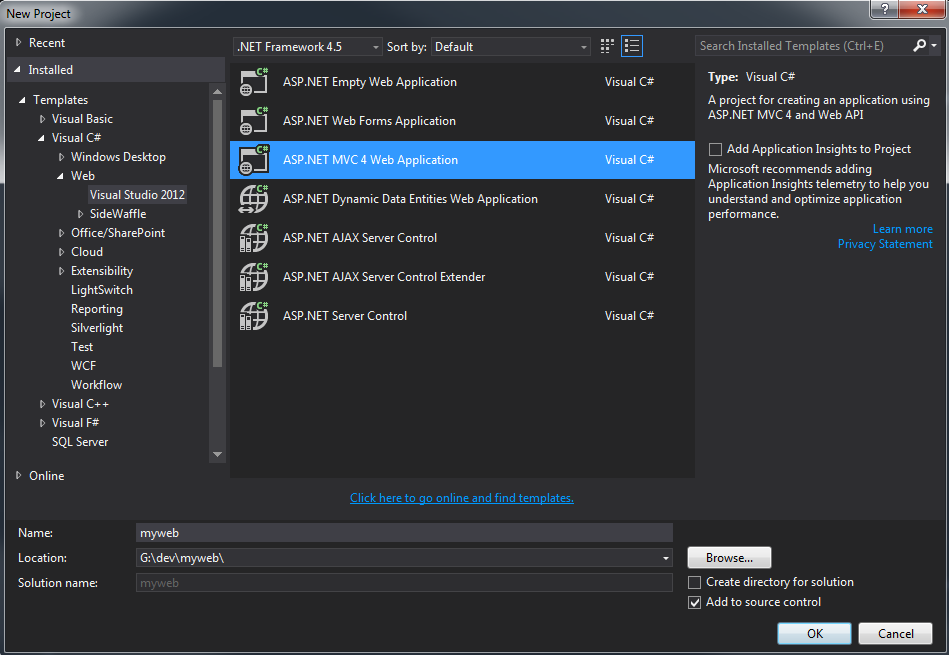 New Project
?
Recent
.NET Framework 4.5
Sort by:
Default
Search Installed Templates (Ctrl+E)
Installed
Templates
Visual Basic
Visual C#
Windows Desktop
Web
Visual Studio 2012
SideWaffle
Office/SharePoint
Cloud
Extensibility
LightSwitch
Reporting
Silverlight
Test
WCF
Workflow
Visual C++
Visual F#
SQL Server
Online
C# ASP.NET Empty Web Application Visual C#
C# ASP.NET Web Forms Application Visual C#
C# ASP.NET MVC 4 Web Application Visual C#
C# ASP.NET Dynamic Data Entities Web Application Visual C#
C# ASP.NET AJAX Server Control Visual C#
C# ASP.NET AJAX Server Control Extender Visual C#
C# ASP.NET Server Control Visual C#
Click here to go online and find templates.
Type: Visual C#
A project for creating an application using
ASP.NET MVC 4 and Web API
Add Application Insights to Project
Microsoft recommends adding
Application Insights telemetry to help you
understand and optimize application
performance.
Learn more
Privacy Statement
Name: myweb
Location: G:\dev\myweb\
Browse...
Solution name: myweb
Create directory for solution
Add to source control
OK
Cancel